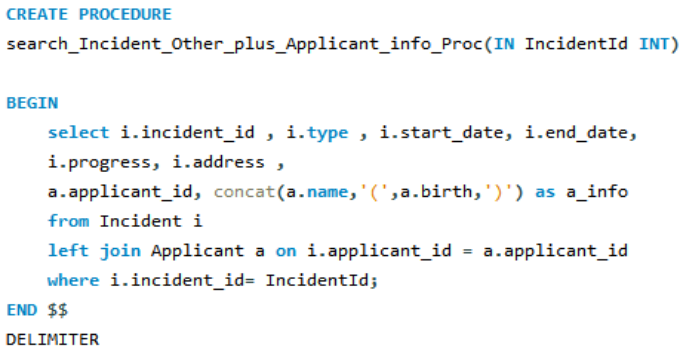 CREATE PROCEDURE
search_Incident_Other_plus_Applicant_info_Proc(IN IncidentId INT)
BEGIN
select i.incident_id , i.type , i.start_date, i.end_date,
i.progress, i.address ,
a.applicant_id, concat(a.name,'(',a.birth,')') as a_info
from Incident i
left join Applicant a on i.applicant_id = a.applicant_id
where i.incident_id= IncidentId;
END $$
DELIMITER